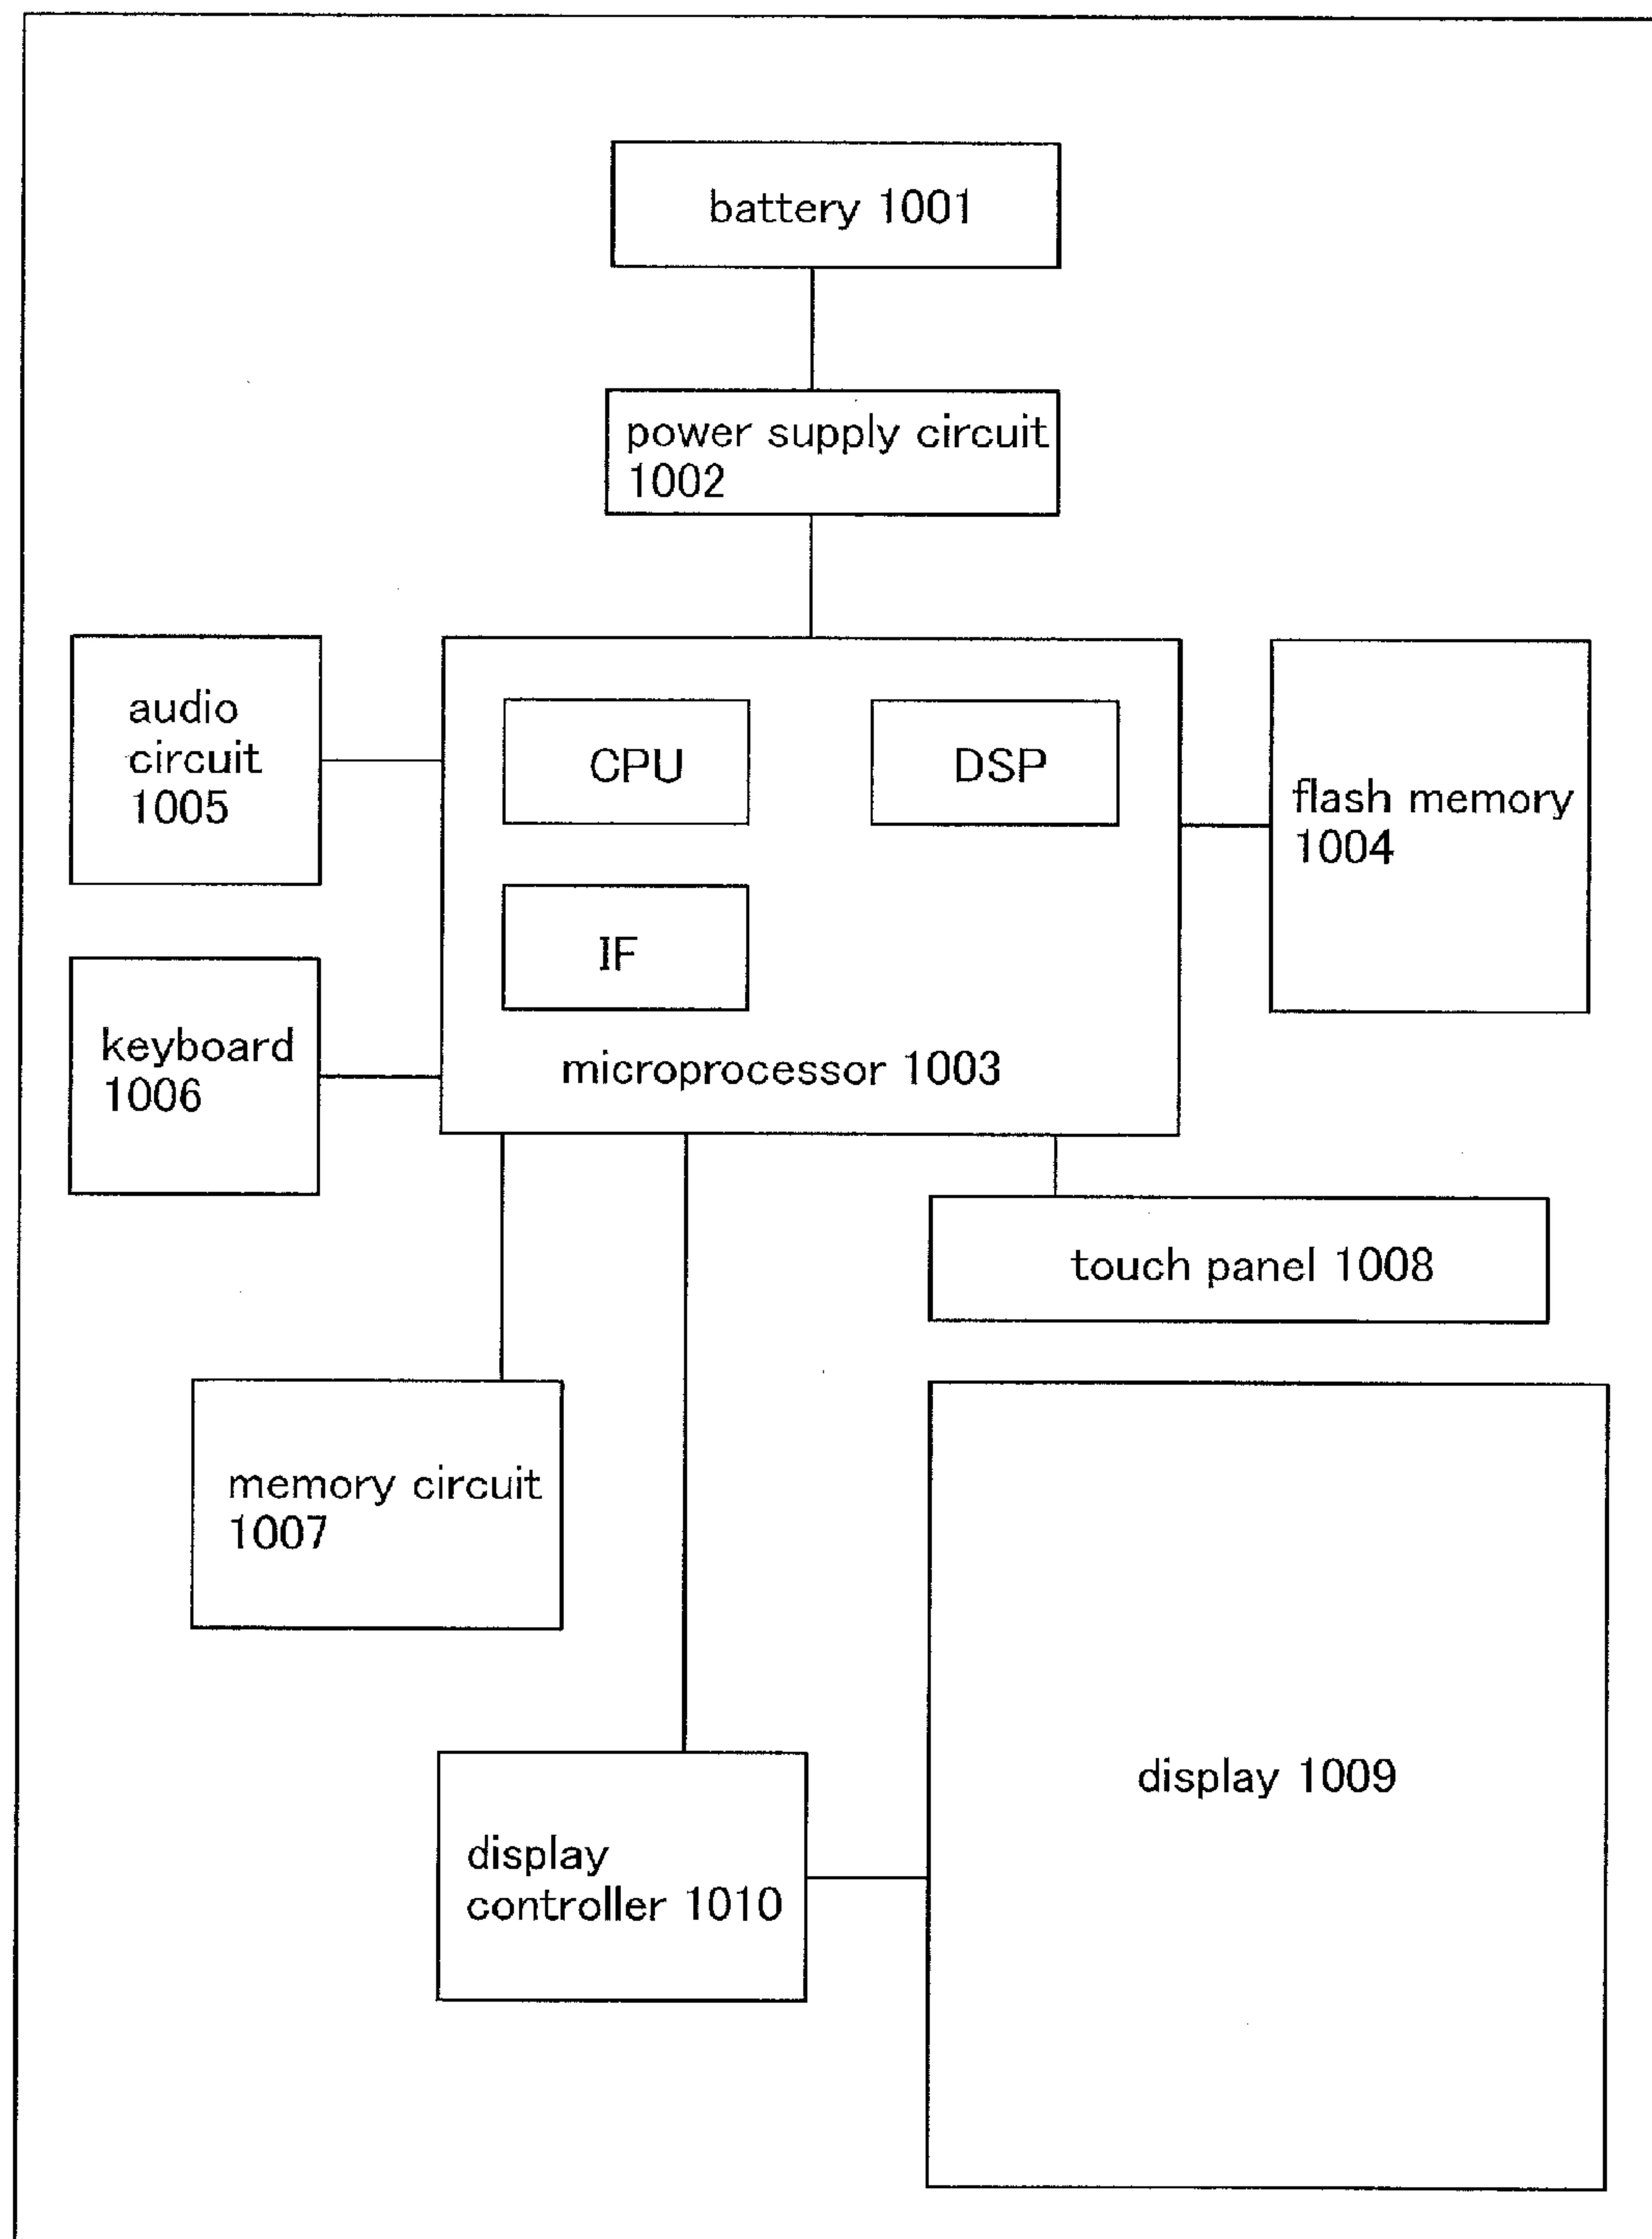 battery 1001
power supply circuit
1002
audio
circuit
1005
CPU
DSP
flash memory
1004
IF
keyboard
1006
microprocessor 1003
touch panel 1008
memory circuit
1007
display 1009
display
controller 1010